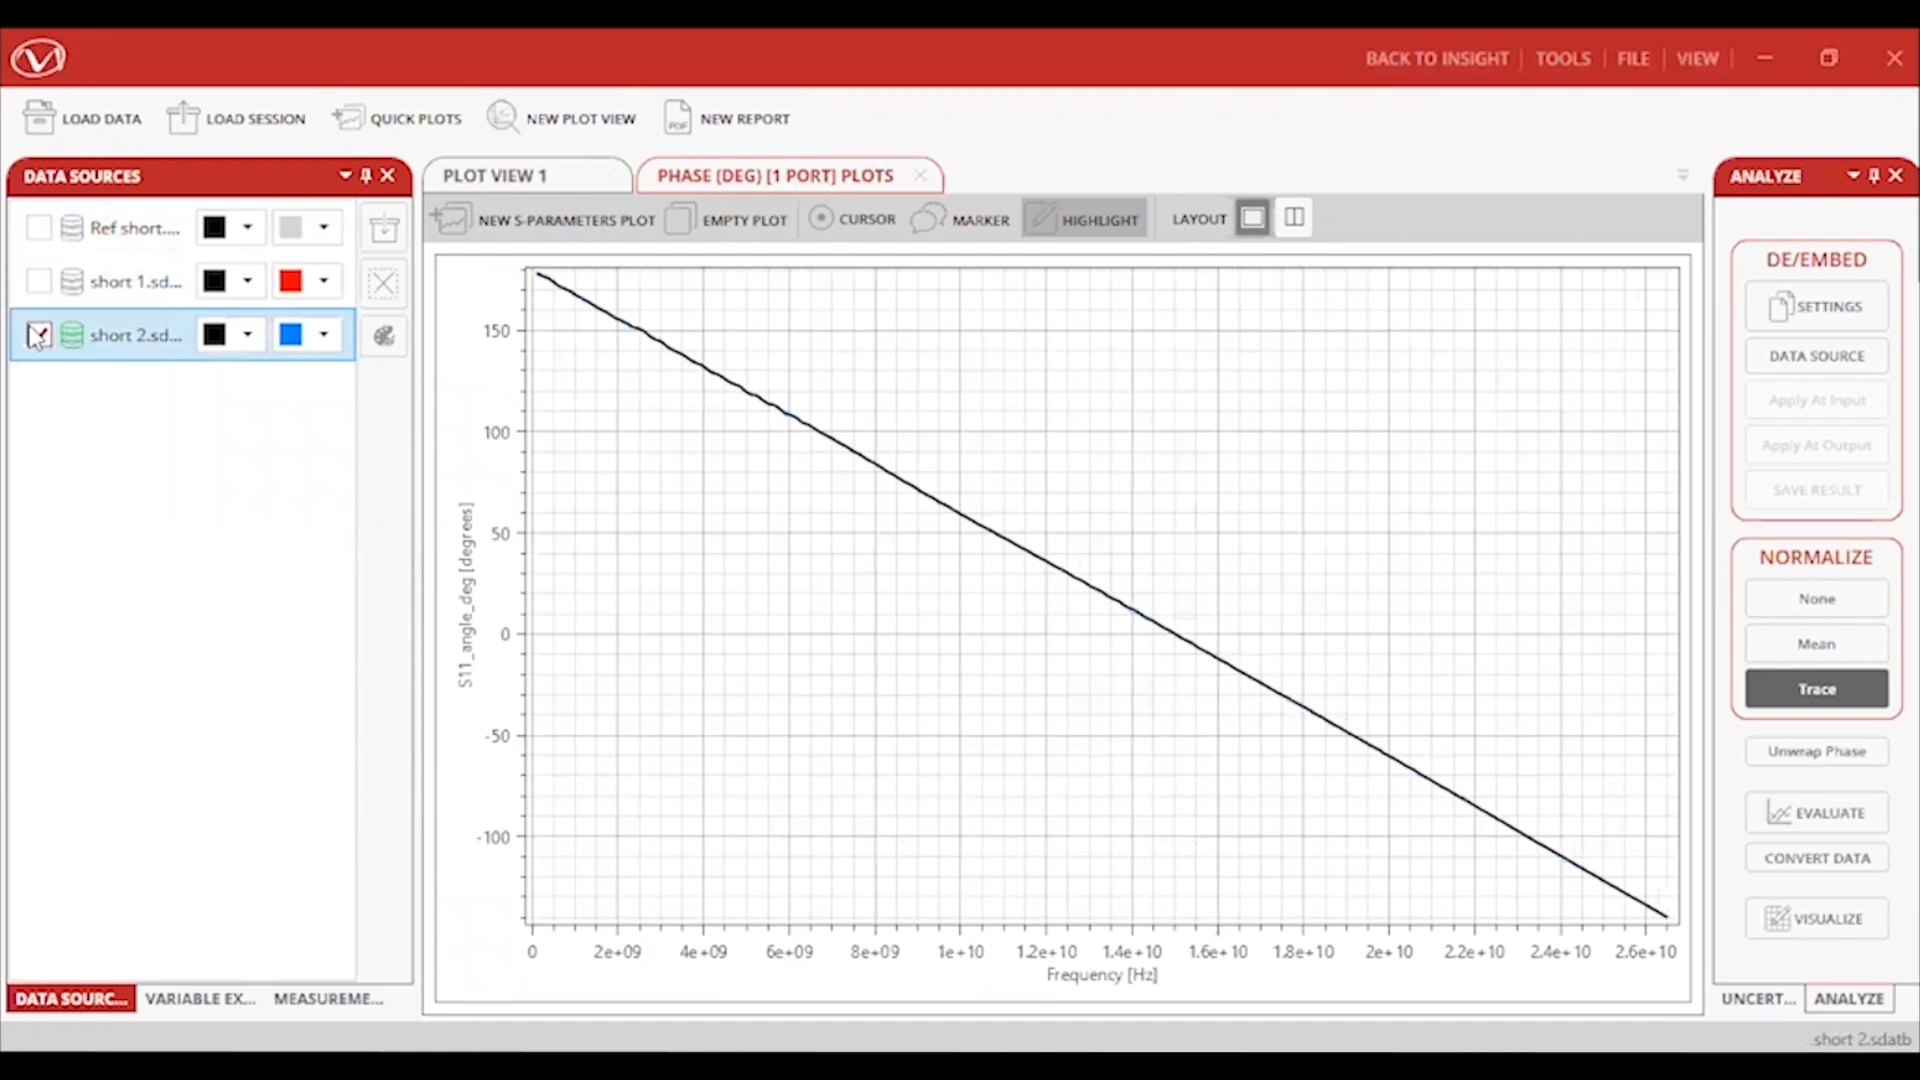 BACK TO INSIGHT TOOLS FILE VIEW
LOAD DATA LOAD SESSION QUICK PLOTS NEW PLOT VIEW PDF NEW REPORT
DATA SOURCES PLOT VIEW 1 PHASE (DEG) [1 PORT] PLOTS ANALYZE
NEW S-PARAMETERS PLOT EMPTY PLOT CURSOR MARKER HIGHLIGHT LAYOUT
Ref short....
short 1.sd...
short 2.sd...
150
100
50
0
-50
-100
S11_angle_deg [degrees]
0 2e+09 4e+09 6e+09 8e+09 1e+10 1.2e+10 1.4e+10 1.6e+10 1.8e+10 2e+10 2.2e+10 2.4e+10 2.6e+10
Frequency [Hz]
DE/EMBED
SETTINGS
DATA SOURCE
Apply At Input
Apply At Output
SAVE RESULT
NORMALIZE
None
Mean
Trace
Unwrap Phase
EVALUATE
CONVERT DATA
VISUALIZE
DATA SOURC... VARIABLE EX... MEASUREME... UNCERT... ANALYZE
short 2.sdatb